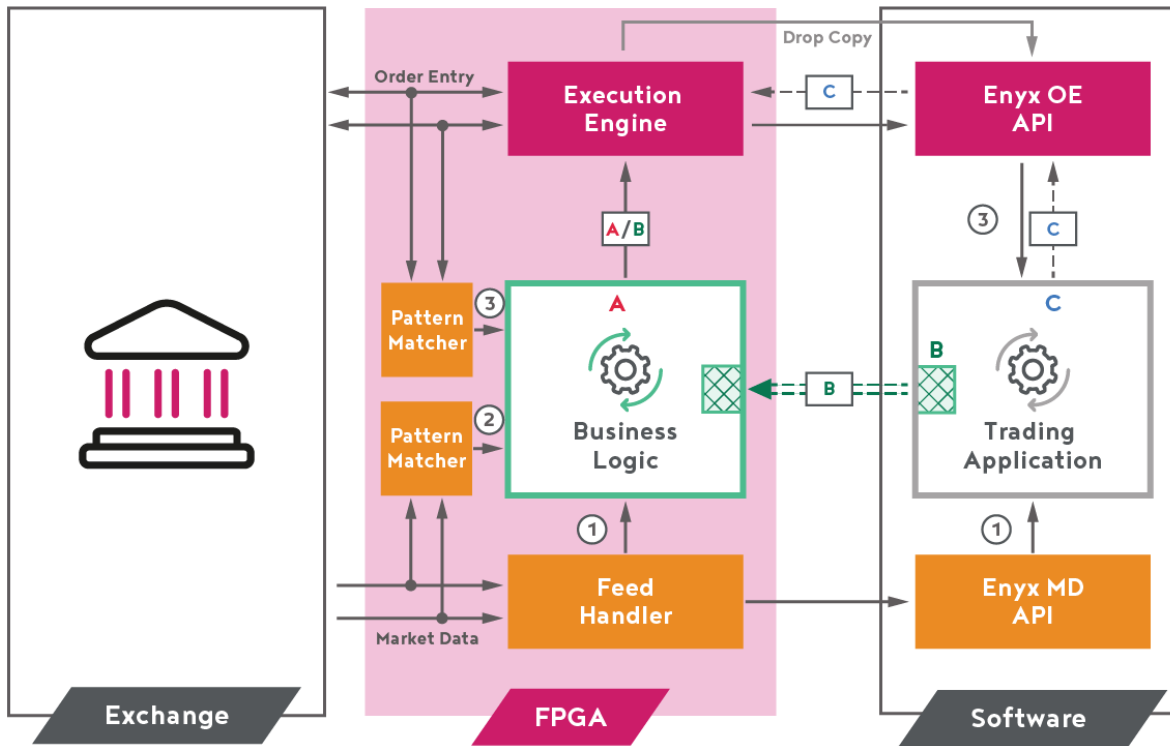 Drop Copy
Order Entry
Execution
Engine
C
Enyx OE
API
A/B
3
C
3
Pattern
Matcher
A
C
B
B
2
Pattern
Matcher
Business
Logic
Trading
Application
1
1
Feed
Handler
Enyx MD
API
Market Data
Exchange
FPGA
Software